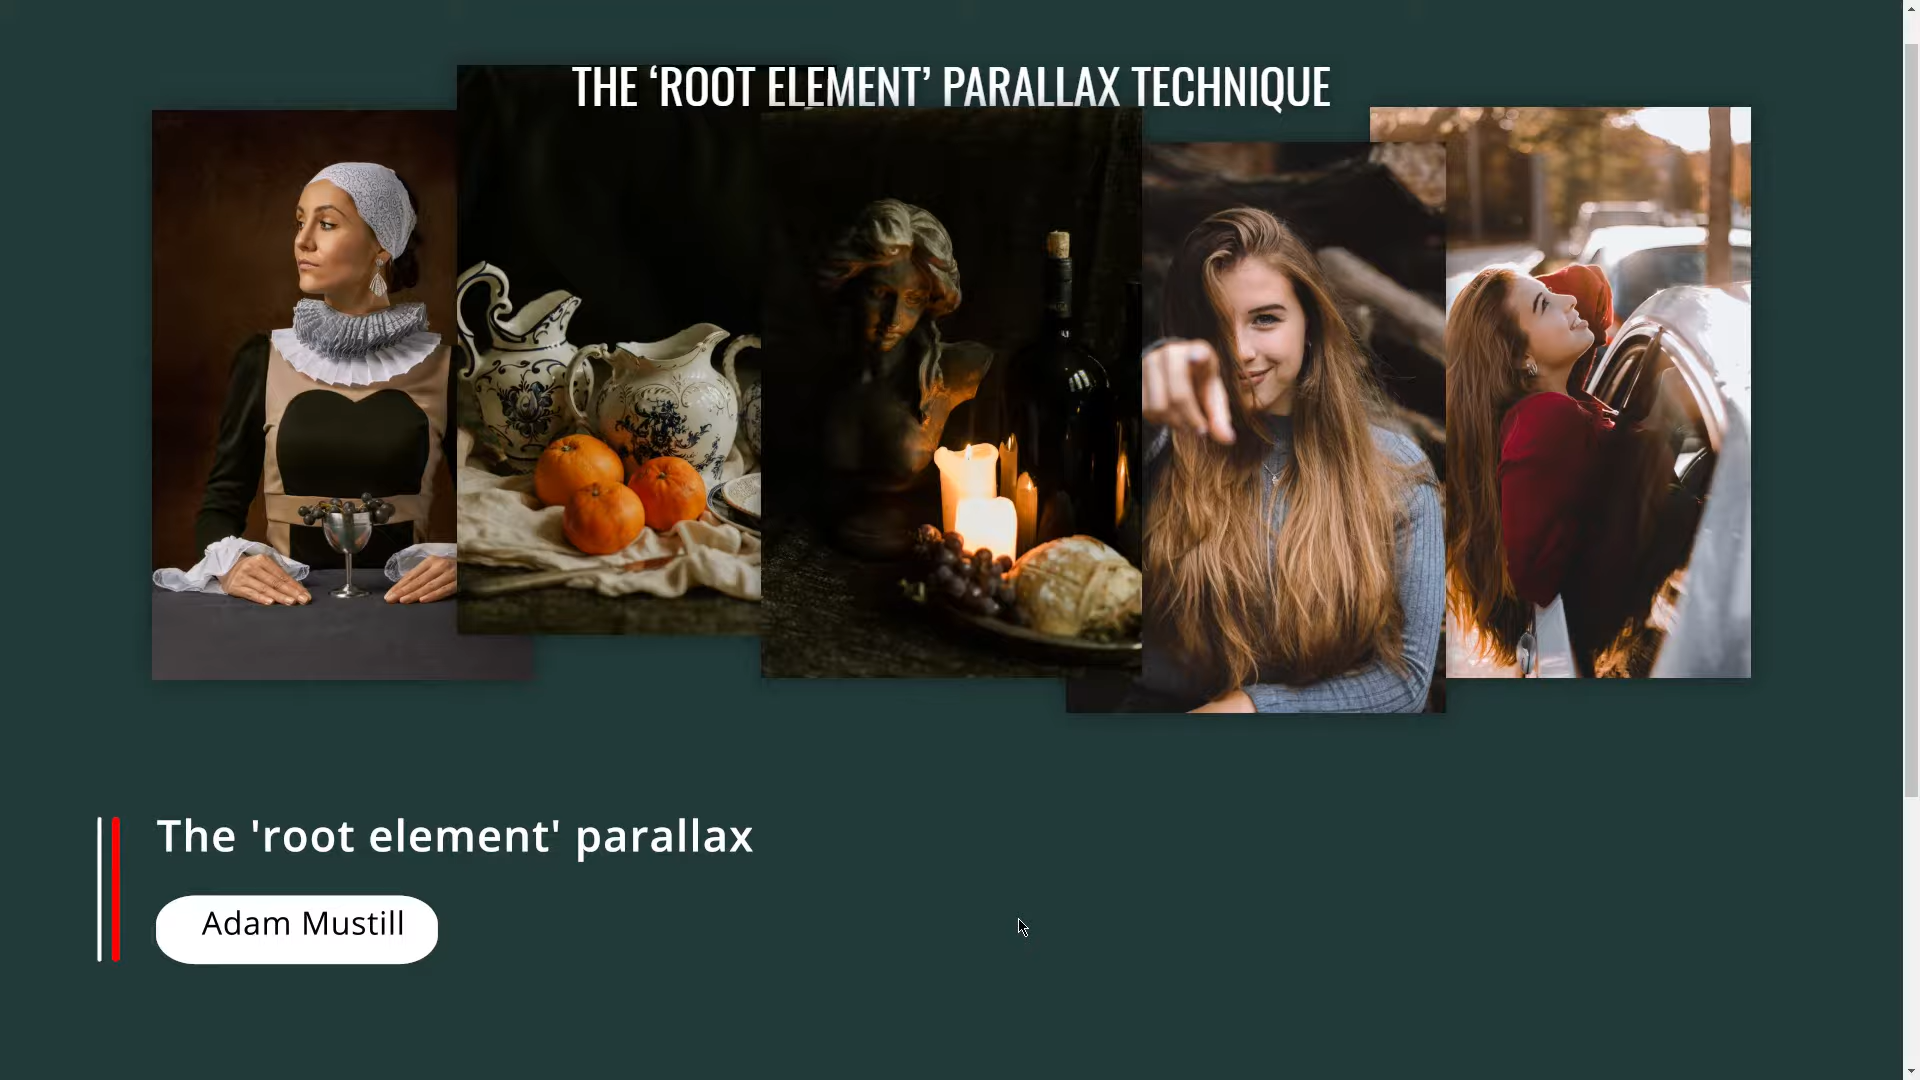 THE ‘ROOT ELEMENT’ PARALLAX TECHNIQUE
The 'root element' parallax
Adam Mustill